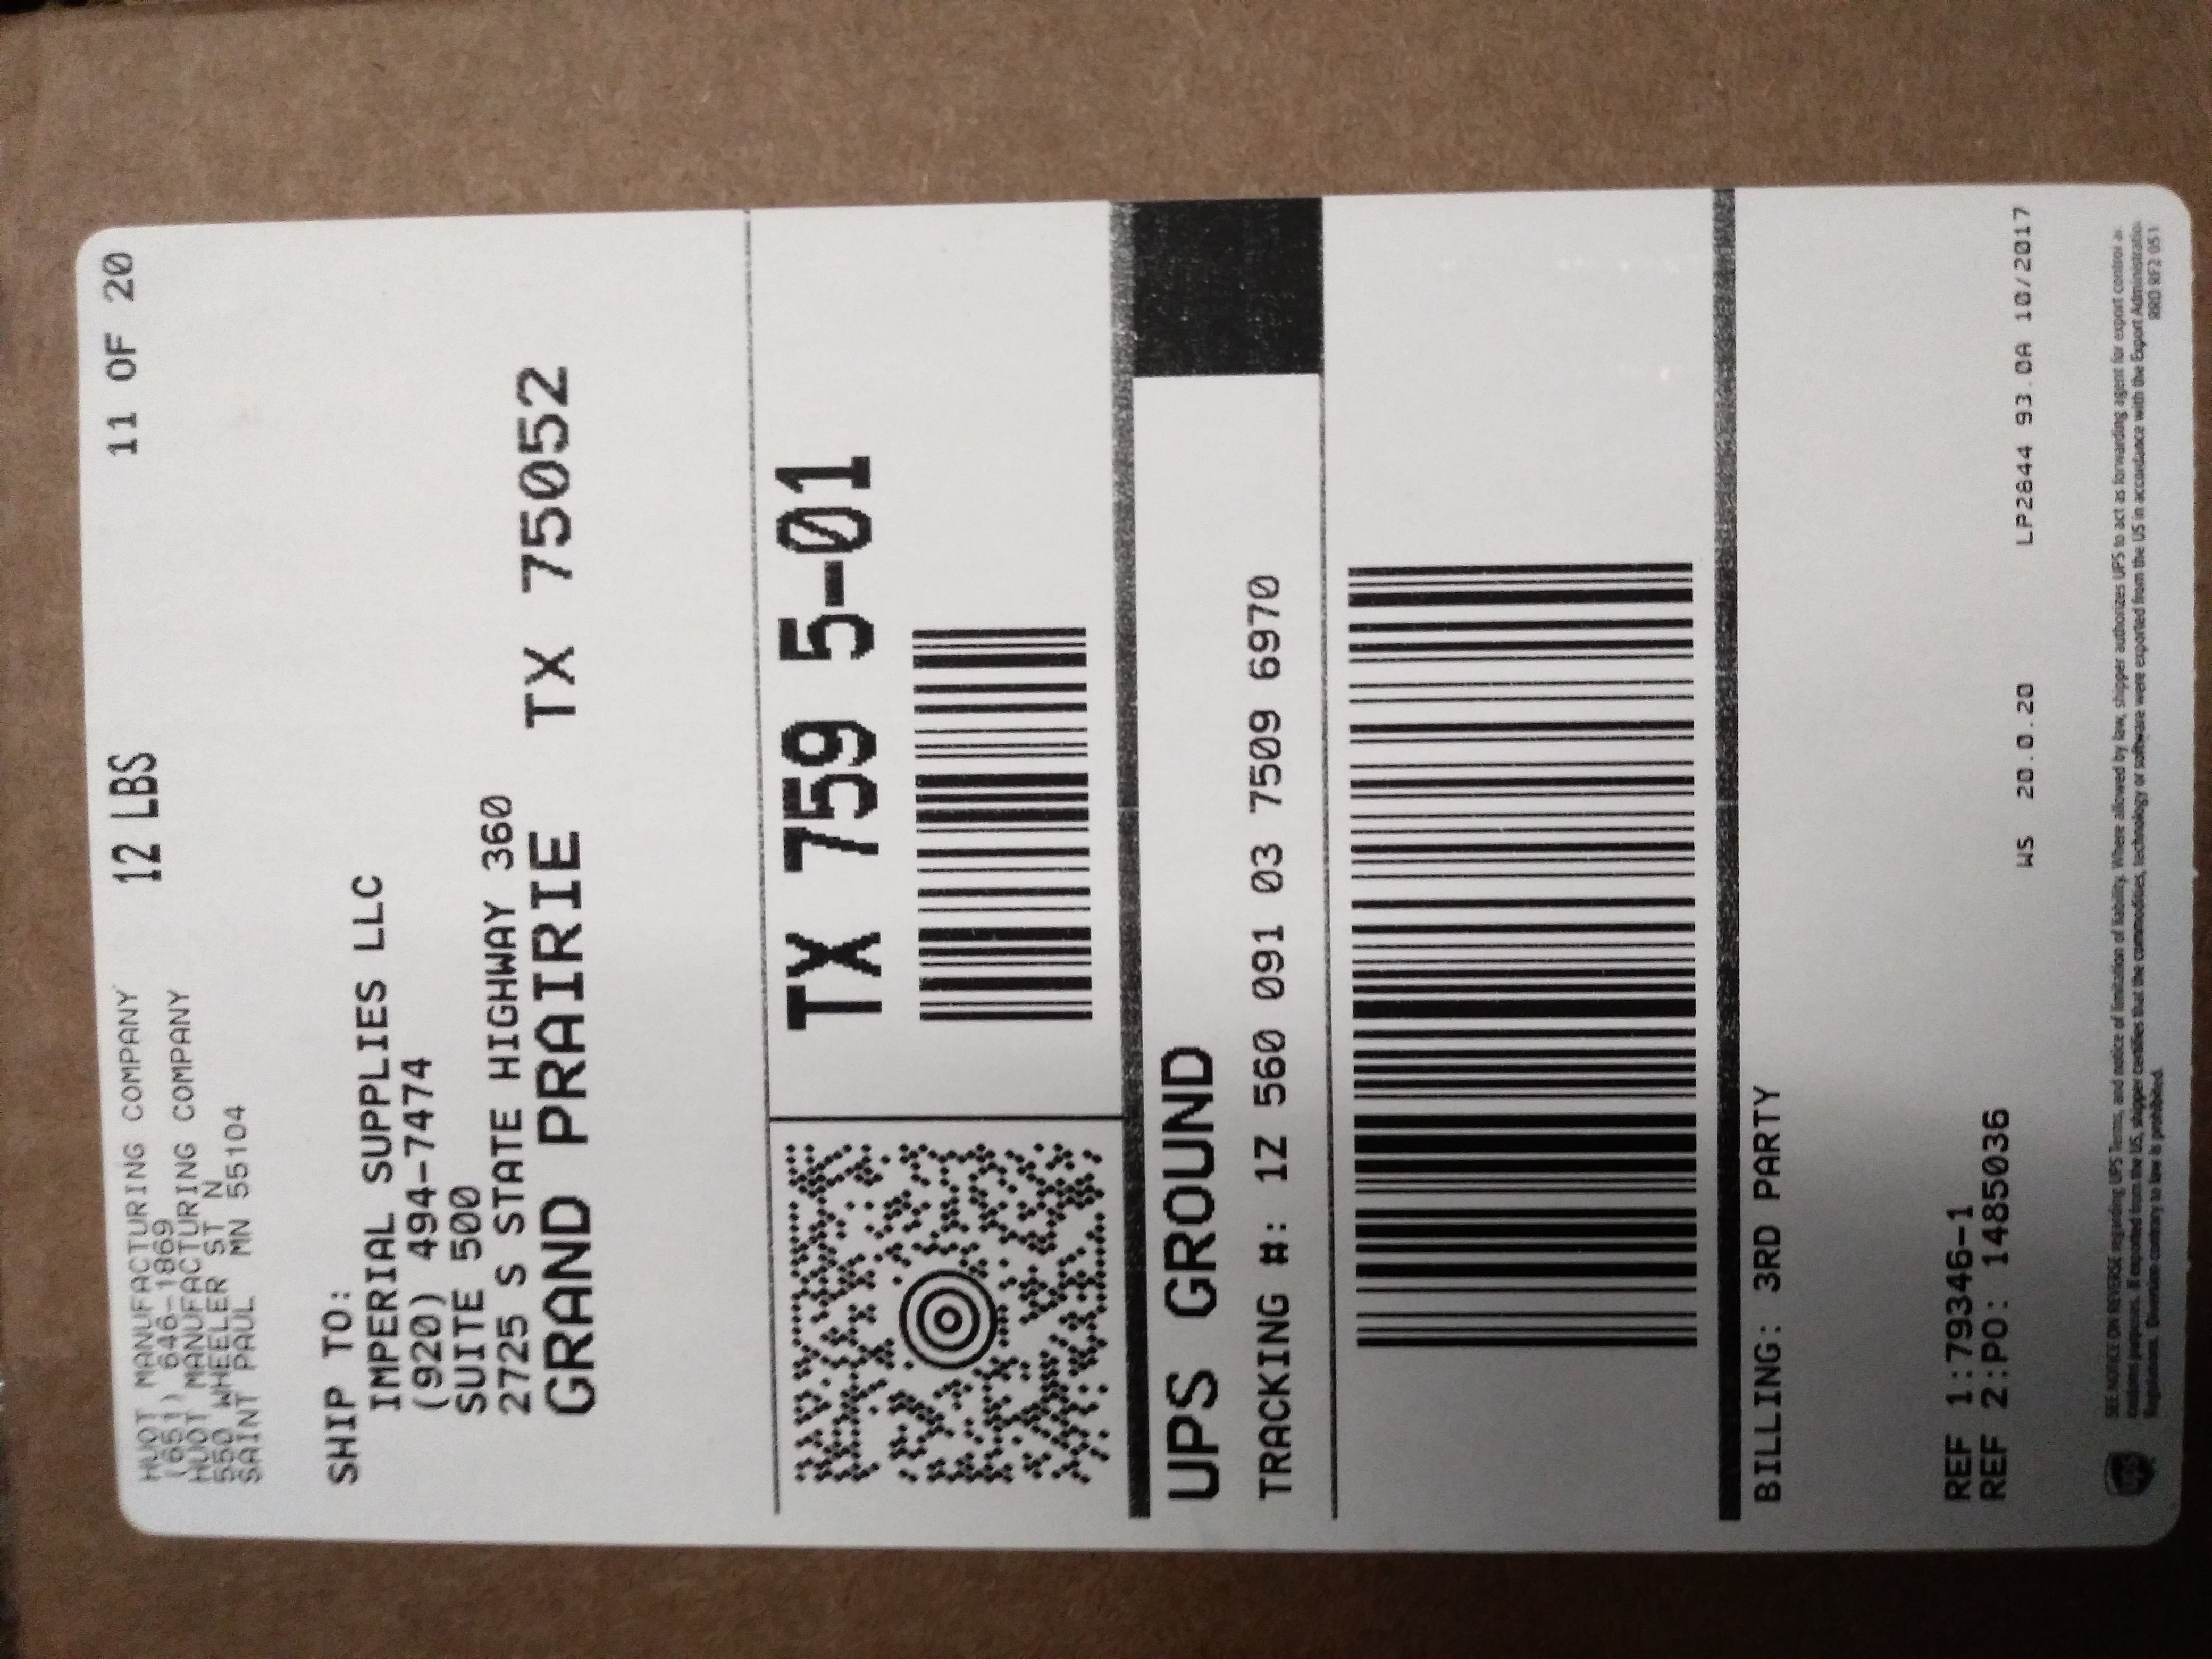 HUOT MANUFACTURING COMPANY
(651) 646-1869
HUOT MANUFACTURING COMPANY
550 WHEELER ST N
SAINT PAUL MN 55104
12 LBS
11 OF 20
SHIP TO:
IMPERIAL SUPPLIES LLC
(920) 494-7474
SUITE 500
2725 S STATE HIGHWAY 360
GRAND PRAIRIE TX 75052
TX 759 5-01
UPS GROUND
TRACKING #: 1Z 560 091 03 7509 6970
BILLING: 3RD PARTY
REF 1:79346-1
REF 2:PO: 1485036
WS 20.0.20 LP2844 93.0A 10/2017
SEE NOTICE ON REVERSE regarding UPS Terms, and notice of limitation of liability. Where allowed by law, shipper authorizes UPS to act as forwarding agent for export control
customs purposes. If exported from the US, shipper certifies that the commodities, technology or software were exported from the US in accordance with the Export Administratio
Regulations. Diversion contrary to law is prohibited.
RRD RF2 051